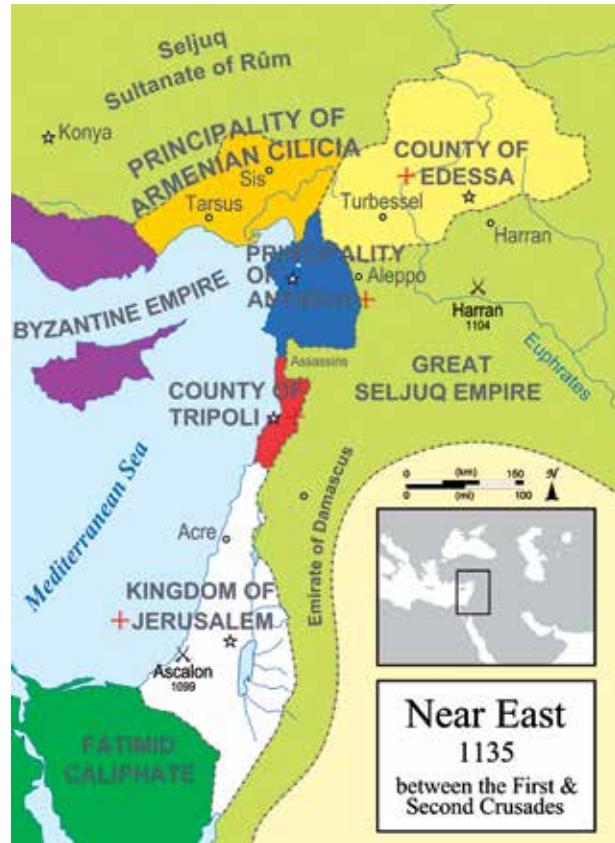 Seljuq
Sultanate of Rûm
Konya
PRINCIPALITY OF
ARMENIAN CILICIA
Sis
Tarsus
COUNTY OF
EDESSA
Turbessel
Harran
PRINCIPALITY
OF
ANTIOCH
Aleppo
Harran
1104
BYZANTINE EMPIRE
Euphrates
Assassins
GREAT
SELJUQ EMPIRE
COUNTY OF
TRIPOLI
Mediterranean Sea
0 (km) 150 N
0 (mi) 100
Emirate of Damascus
Acre
KINGDOM OF
JERUSALEM
Ascalon
1099
FATIMID
CALIPHATE
Near East
1135
between the First &
Second Crusades